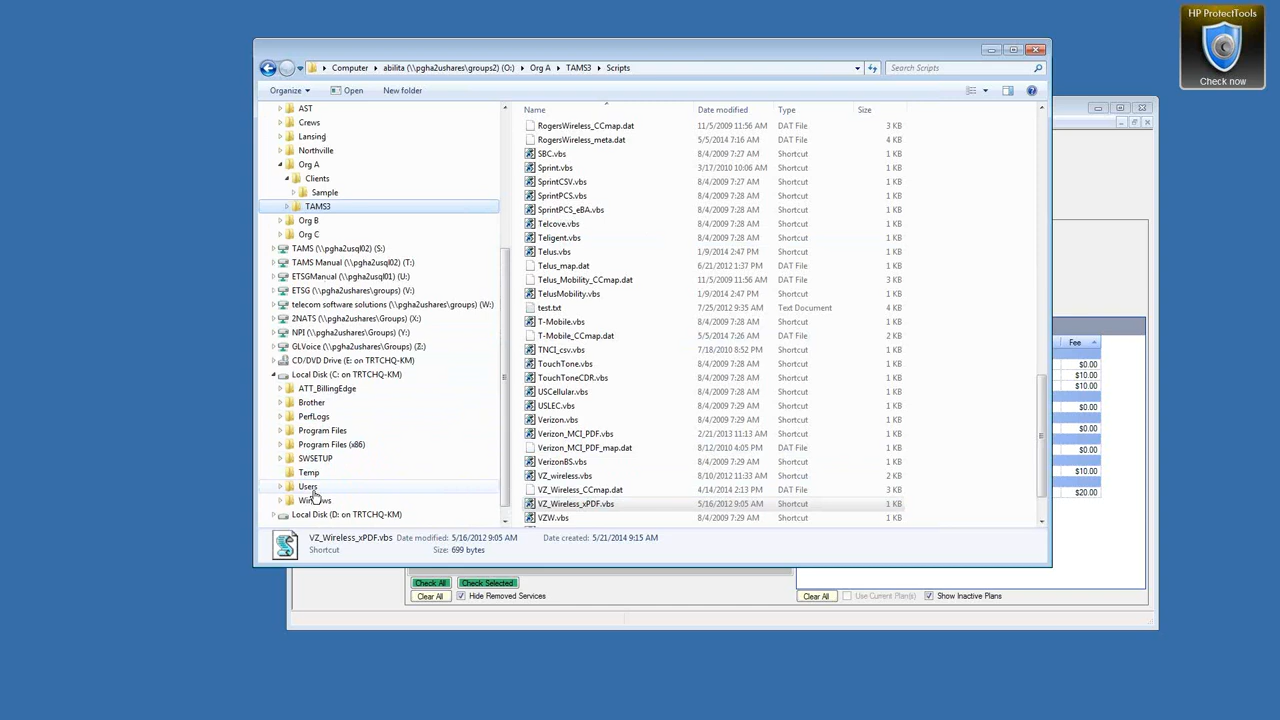 HP ProtectTools
Check now
Computer ▸ abilita (\\pgha2ushares\groups2) (O:) ▸ Org A ▸ TAMS3 ▸ Scripts
Search Scripts
Organize
Open
New folder
AST
Crews
Lansing
Northville
Org A
Clients
Sample
TAMS3
Org B
Org C
TAMS (\\pgha2usql02) (S:)
TAMS Manual (\\pgha2usql02) (T:)
ETSGManual (\\pgha2usql01) (U:)
ETSG (\\pgha2ushares\groups) (V:)
telecom software solutions (\\pgha2ushares\groups) (W:)
2NATS (\\pgha2ushares\Groups) (X:)
NPI (\\pgha2ushares\Groups) (Y:)
GLVoice (\\pgha2ushares\Groups) (Z:)
CD/DVD Drive (E: on TRTCHQ-KM)
Local Disk (C: on TRTCHQ-KM)
ATT_BillingEdge
Brother
PerfLogs
Program Files
Program Files (x86)
SWSETUP
Temp
Users
Windows
Local Disk (D: on TRTCHQ-KM)
Name Date modified Type Size
RogersWireless_CCmap.dat 11/5/2009 11:56 AM DAT File 3 KB
RogersWireless_meta.dat 5/5/2014 7:16 AM DAT File 4 KB
SBC.vbs 8/4/2009 7:27 AM Shortcut 1 KB
Sprint.vbs 3/17/2010 10:06 AM Shortcut 1 KB
SprintCSV.vbs 8/4/2009 7:27 AM Shortcut 1 KB
SprintPCS.vbs 8/4/2009 7:28 AM Shortcut 1 KB
SprintPCS_eBA.vbs 8/4/2009 7:28 AM Shortcut 1 KB
Telcove.vbs 8/4/2009 7:28 AM Shortcut 1 KB
Teligent.vbs 8/4/2009 7:28 AM Shortcut 1 KB
Telus.vbs 1/9/2014 2:47 PM Shortcut 1 KB
Telus_map.dat 6/21/2012 1:37 PM DAT File 3 KB
Telus_Mobility_CCmap.dat 11/5/2009 11:56 AM DAT File 3 KB
TelusMobility.vbs 1/9/2014 2:47 PM Shortcut 1 KB
test.txt 7/25/2012 9:35 AM Text Document 4 KB
T-Mobile.vbs 8/4/2009 7:28 AM Shortcut 1 KB
T-Mobile_CCmap.dat 5/5/2014 7:26 AM DAT File 2 KB
TNCI_csv.vbs 7/18/2010 8:52 PM Shortcut 1 KB
TouchTone.vbs 8/4/2009 7:28 AM Shortcut 1 KB
TouchToneCDR.vbs 8/4/2009 7:28 AM Shortcut 1 KB
USCellular.vbs 8/4/2009 7:28 AM Shortcut 1 KB
USLEC.vbs 8/4/2009 7:29 AM Shortcut 1 KB
Verizon.vbs 8/4/2009 7:29 AM Shortcut 1 KB
Verizon_MCI_PDF.vbs 2/21/2013 11:13 AM Shortcut 1 KB
Verizon_MCI_PDF_map.dat 8/12/2010 4:05 PM DAT File 1 KB
VerizonBS.vbs 8/4/2009 7:29 AM Shortcut 1 KB
VZ_wireless.vbs 8/10/2012 11:33 AM Shortcut 2 KB
VZ_Wireless_CCmap.dat 4/14/2014 2:13 PM DAT File 3 KB
VZ_Wireless_xPDF.vbs 5/16/2012 9:05 AM Shortcut 1 KB
VZW.vbs 8/4/2009 7:29 AM Shortcut 1 KB
VZ_Wireless_xPDF.vbs Date modified: 5/16/2012 9:05 AM Date created: 5/21/2014 9:15 AM
Shortcut Size: 699 bytes
Fee
$0.00
$10.00
$10.00
$0.00
$0.00
$0.00
$10.00
$20.00
Check All
Check Selected
Clear All
Hide Removed Services
Clear All
Use Current Plan(s)
Show Inactive Plans